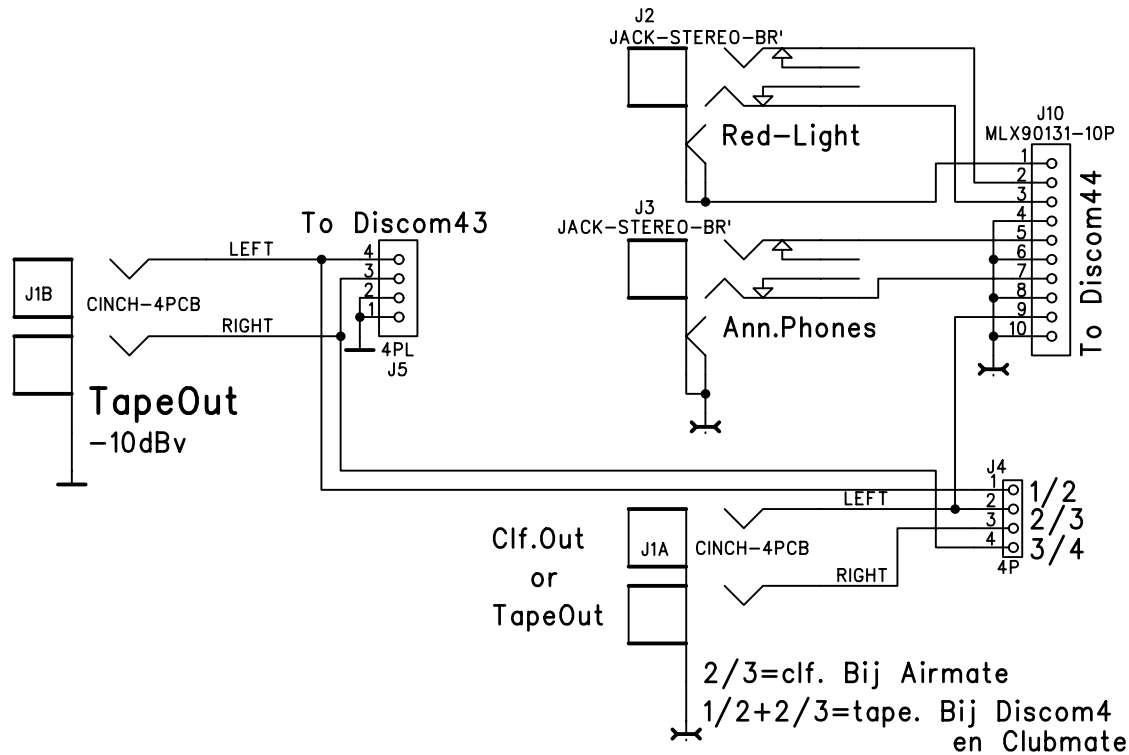 J2
JACK-STEREO-BR'
Red-Light
J10
MLX90131-10P
1
2
3
4
5
6
7
8
9
10
To Discom44
J3
JACK-STEREO-BR'
Ann.Phones
To Discom43
LEFT
4
3
2
1
J1B
CINCH-4PCB
RIGHT
4PL
J5
TapeOut
-10dBv
J4
1
2
3
4
1/2
2/3
3/4
4P
LEFT
Clf.Out
or
TapeOut
J1A
CINCH-4PCB
RIGHT
2/3=clf. Bij Airmate
1/2+2/3=tape. Bij Discom4
en Clubmate